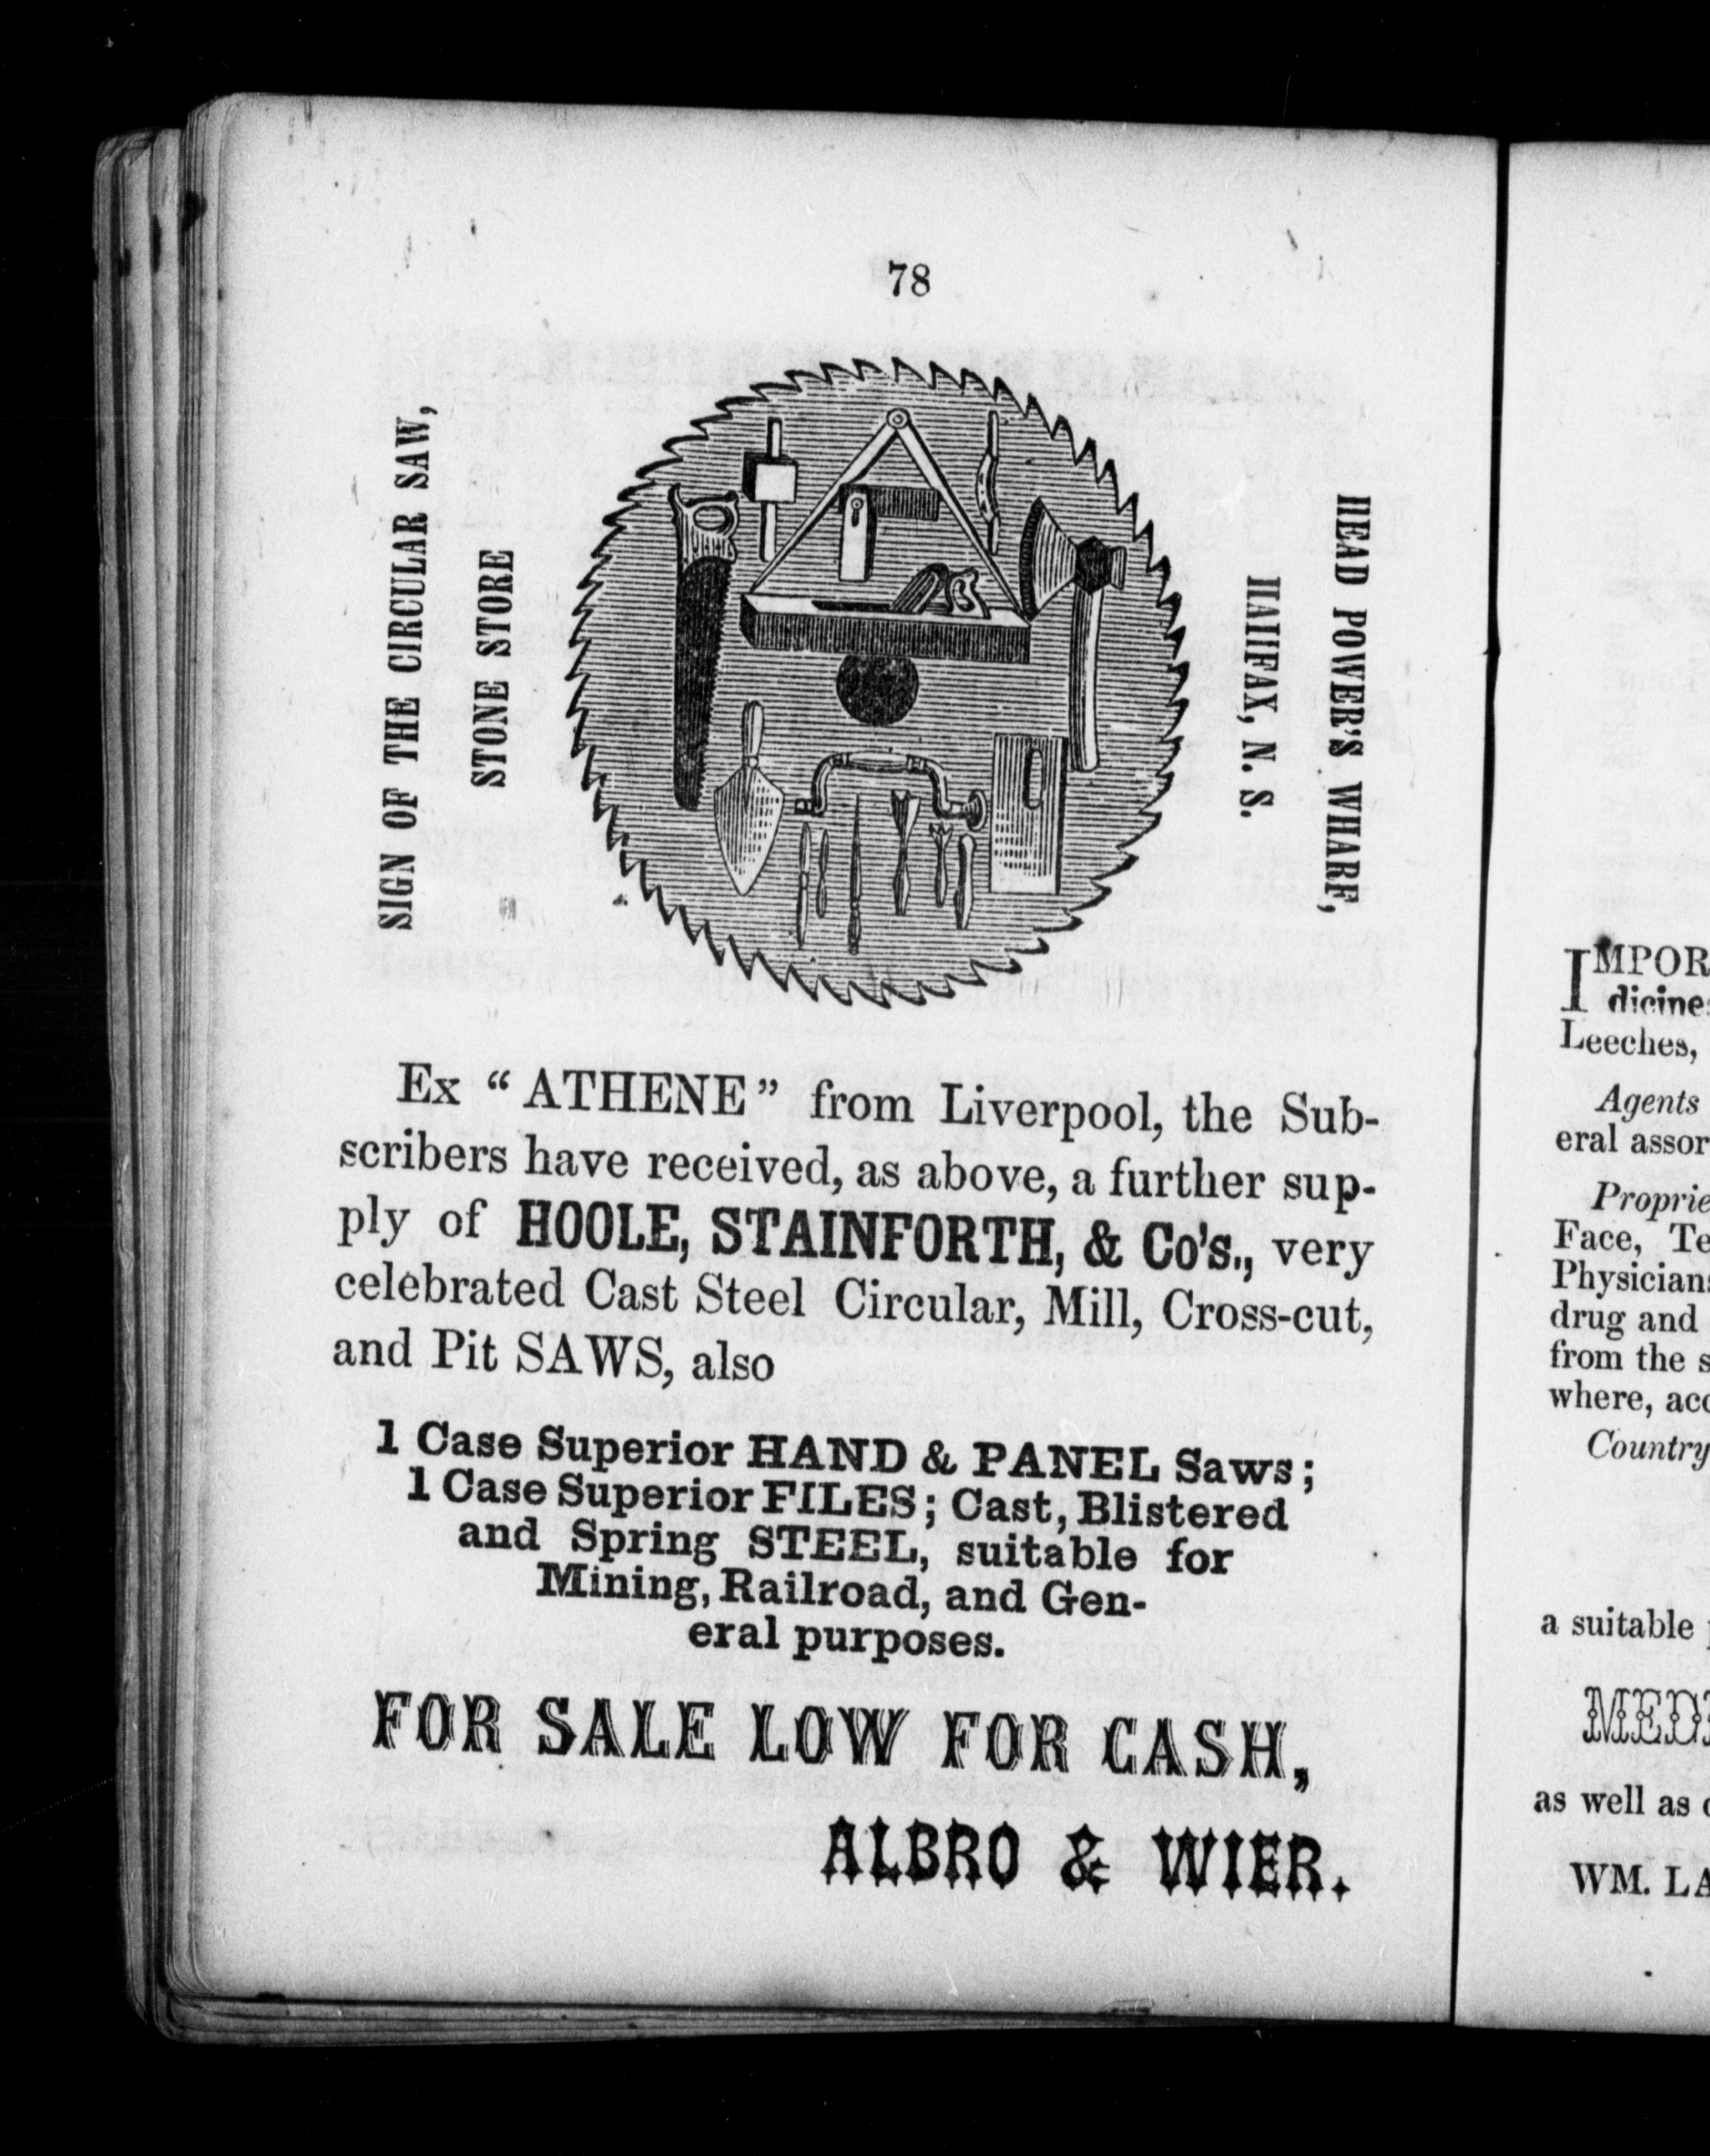 78
SIGN OF THE CIRCULAR SAW,
STONE STORE
HEAD POWER'S WHARF,
HAIIFAX, N. S.
Ex "ATHENE" from Liverpool, the Sub-
scribers have received, as above, a further sup-
ply of HOOLE, STAINFORTH, & Co's., very
celebrated Cast Steel Circular, Mill, Cross-cut,
and Pit SAWS, also
1 Case Superior HAND & PANEL Saws;
1 Case Superior FILES; Cast, Blistered
and Spring STEEL, suitable for
Mining, Railroad, and Gen-
eral purposes.
FOR SALE LOW FOR CASH,
ALBRO & WIER.
IMPOR
dicine
Leeches,
Agents
eral assor
Proprie
Face, Te
Physicians
drug and
from the s
where, acc
Country
a suitable
MEDI
as well as
WM. LA